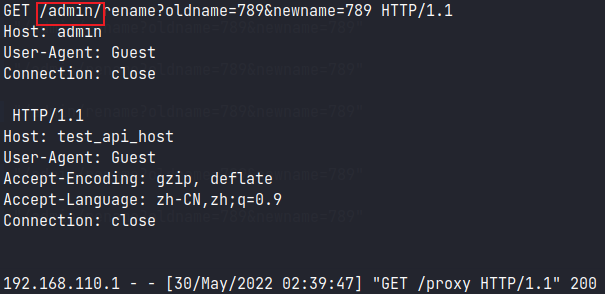 GET /admin/rename?oldname=789&newname=789 HTTP/1.1
Host: admin
User-Agent: Guest
Connection: close
HTTP/1.1
Host: test_api_host
User-Agent: Guest
Accept-Encoding: gzip, deflate
Accept-Language: zh-CN,zh;q=0.9
Connection: close
192.168.110.1 - - [30/May/2022 02:39:47] "GET /proxy HTTP/1.1" 200